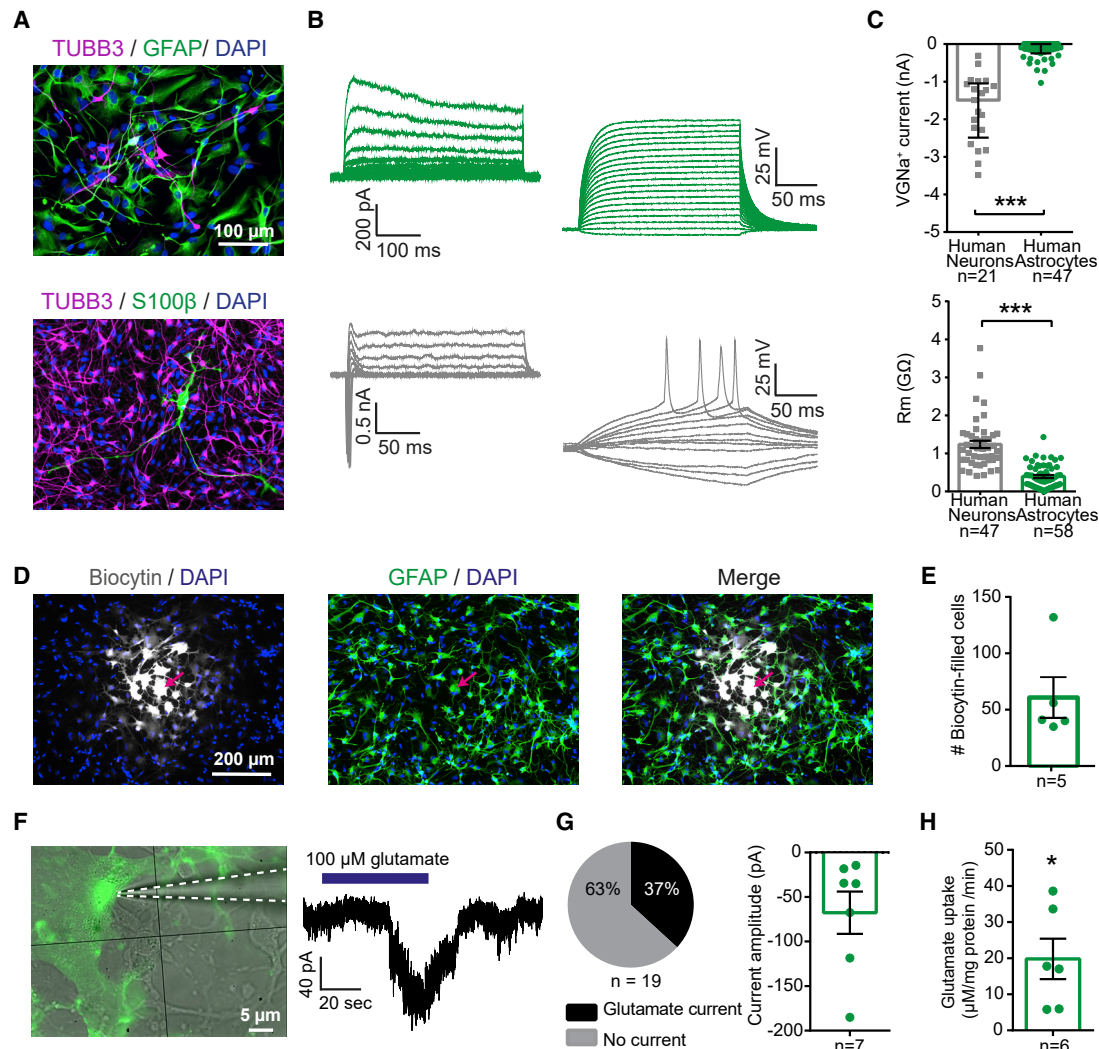 A
TUBB3 / GFAP/ DAPI
100 µm
TUBB3 / S100β / DAPI
B
200 pA
100 ms
25 mV
50 ms
0.5 nA
50 ms
25 mV
50 ms
C
VGNa⁺ current (nA)
0
-1
-2
-3
-4
-5
***
Human
Neurons
n=21
Human
Astrocytes
n=47
Rm (GΩ)
5
4
3
2
1
0
***
Human
Neurons
n=47
Human
Astrocytes
n=58
D
Biocytin / DAPI
GFAP / DAPI
Merge
200 µm
E
# Biocytin-filled cells
150
100
50
0
n=5
F
5 µm
100 µM glutamate
40 pA
20 sec
G
63%
37%
n = 19
Glutamate current
No current
Current amplitude (pA)
0
-50
-100
-150
-200
n=7
H
Glutamate uptake
(µM/mg protein /min)
50
40
30
20
10
0
*
n=6